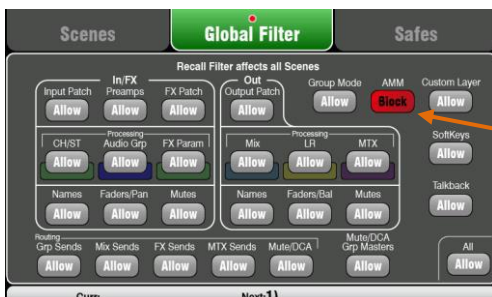 Scenes Global Filter Safes
Recall Filter affects all Scenes
In/FX Out
Input Patch Preamps FX Patch Output Patch Group Mode AMM Custom Layer
Allow Allow Allow Allow Allow Block Allow
Processing Processing SoftKeys
CH/ST Audio Grp FX Param Mix LR MTX
Allow Allow Allow Allow Allow Allow Allow
Talkback
Names Faders/Pan Mutes Names Faders/Bal Mutes
Allow Allow Allow Allow Allow Allow Allow
Routing Mute/DCA
Grp Sends Mix Sends FX Sends MTX Sends Mute/DCA Grp Masters All
Allow Allow Allow Allow Allow Allow Allow
Curr: Next:1)